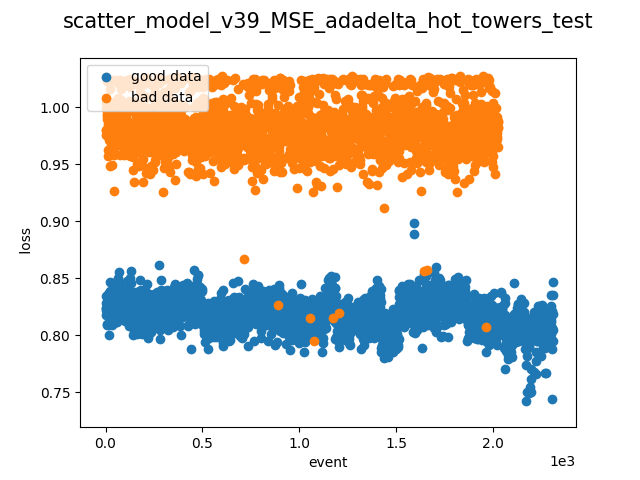 scatter_model_v39_MSE_adadelta_hot_towers_test
good data
bad data
1.00
0.95
0.90
0.85
0.80
0.75
loss
0.0
0.5
1.0
1.5
2.0
1e3
event